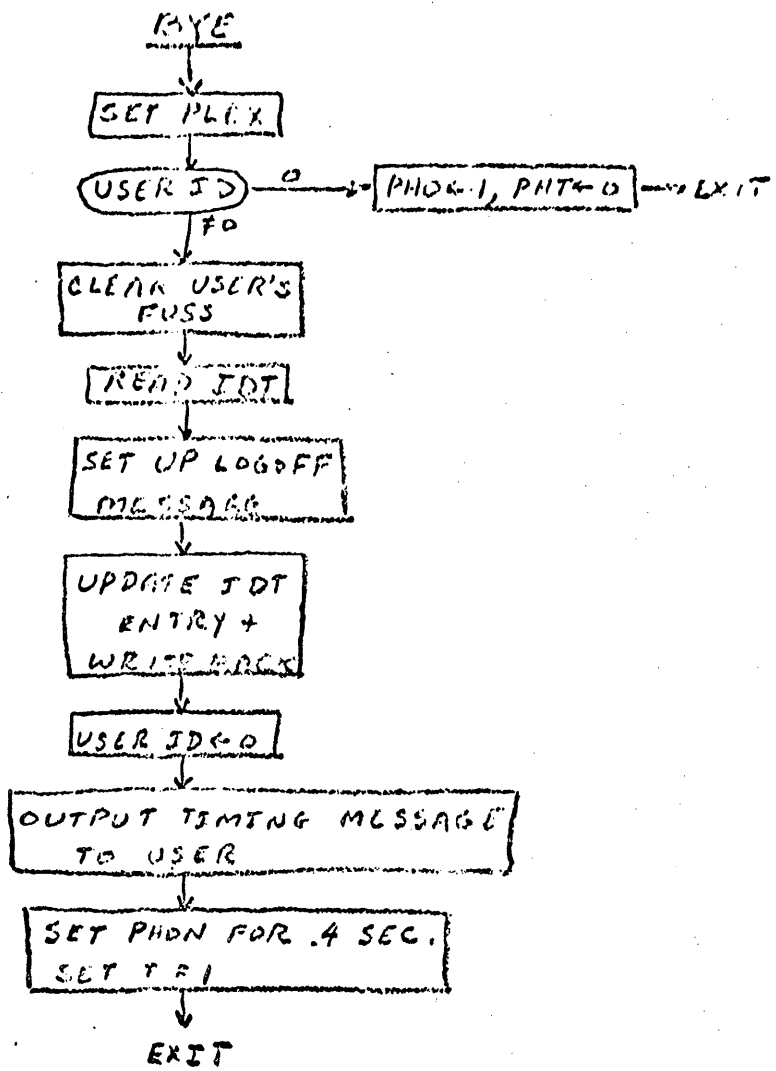 BYE
SET PLEX
USER ID
0
PHO←1, PHT←0
EXIT
≠0
CLEAR USER'S
FUSS
READ IDT
SET UP LOGOFF
MESSAGE
UPDATE IDT
ENTRY +
WRITE BACK
USER ID←0
OUTPUT TIMING MESSAGE
TO USER
SET PHON FOR .4 SEC.
SET T=1
EXIT